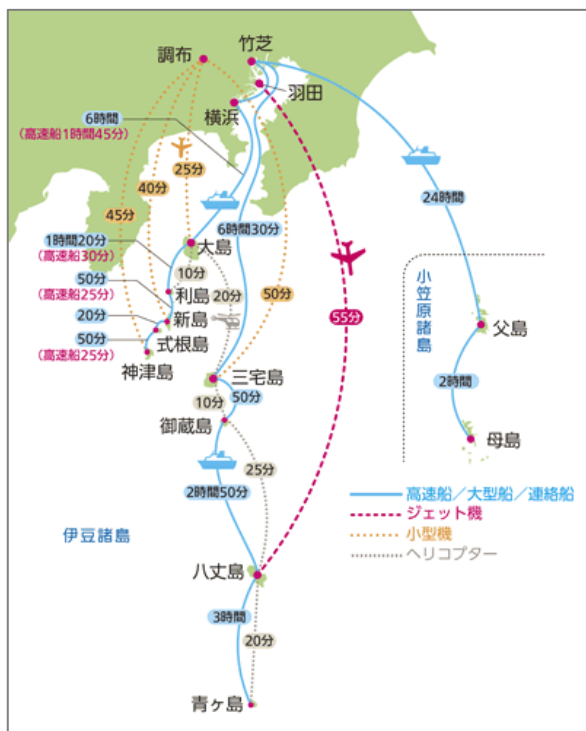 竹芝
調布
羽田
横浜
6時間
(高速船1時間45分)
25分
40分
45分
24時間
1時間20分
(高速船30分)
大島
6時間30分
10分
50分
(高速船25分)
利島
20分
50分
55分
小笠原諸島
20分
新島
父島
50分
(高速船25分)
式根島
神津島
三宅島
2時間
10分
50分
御蔵島
母島
25分
2時間50分
高速船／大型船／連絡船
ジェット機
小型機
ヘリコプター
伊豆諸島
八丈島
3時間
20分
青ヶ島